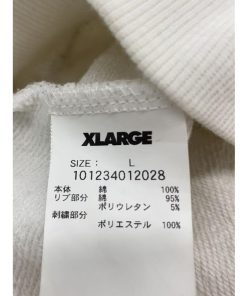 XLARGE
SIZE: L
101234012028
本体 綿 100%
リブ部分 綿 95%
ポリウレタン 5%
刺繍部分
ポリエステル 100%